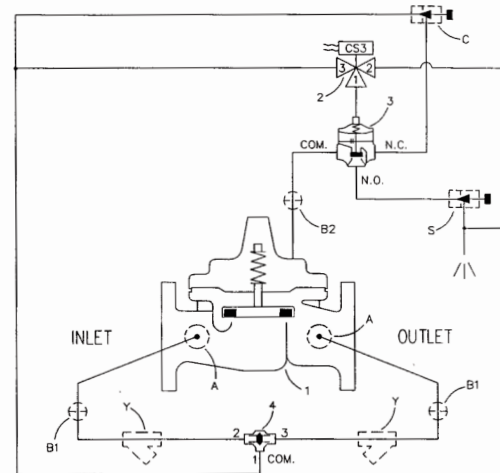 C
CS3
3 2
1
2
3
COM. N.C.
N.O.
B2
S
A A
INLET OUTLET
1
B1 B1
Y 4 Y
2 3
1 COM.